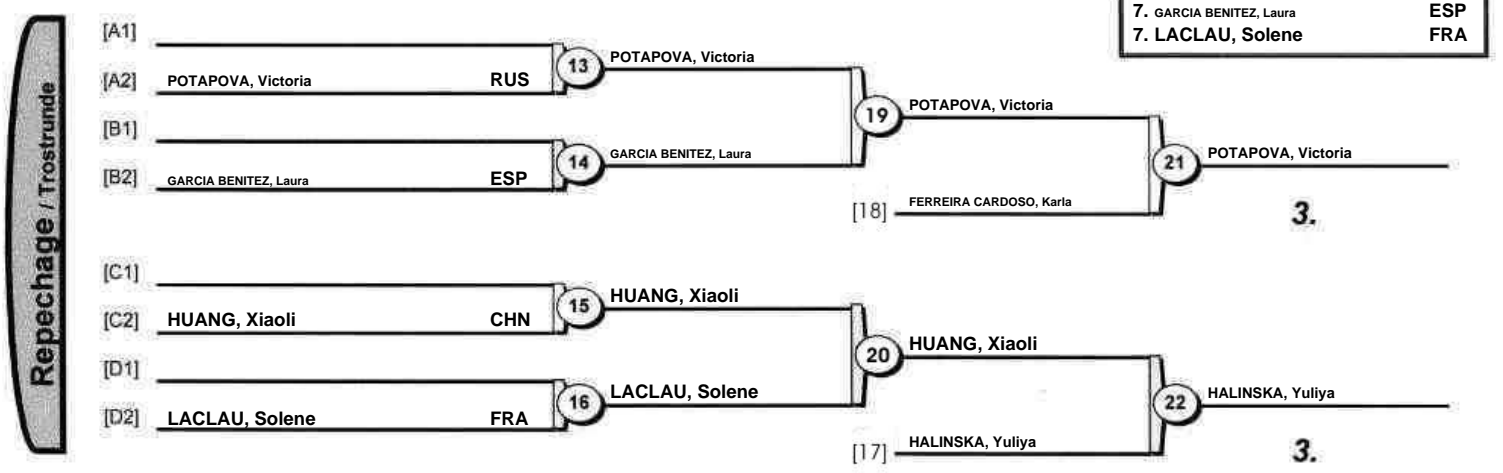 7. GARCIA BENITEZ, Laura ESP
7. LACLAU, Solene FRA
Repechage / Trostrunde
[A1]
[A2] POTAPOVA, Victoria RUS
13 POTAPOVA, Victoria
[B1]
[B2] GARCIA BENITEZ, Laura ESP
14 GARCIA BENITEZ, Laura
19 POTAPOVA, Victoria
[18] FERREIRA CARDOSO, Karla
21 POTAPOVA, Victoria
3.
[C1]
[C2] HUANG, Xiaoli CHN
15 HUANG, Xiaoli
[D1]
[D2] LACLAU, Solene FRA
16 LACLAU, Solene
20 HUANG, Xiaoli
[17] HALINSKA, Yuliya
22 HALINSKA, Yuliya
3.